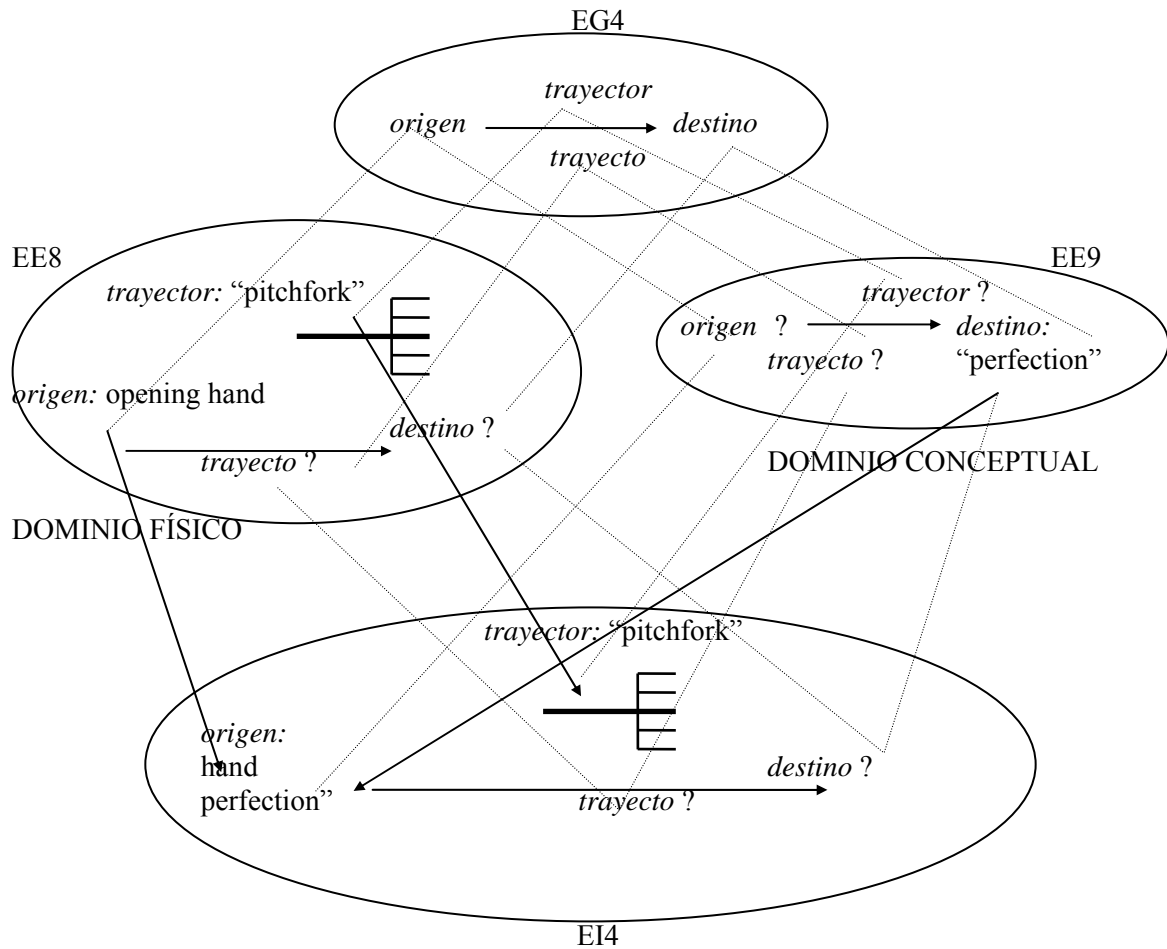 EG4
trayector
origen destino
trayecto
EE8
trayector: “pitchfork”
origen: opening hand
destino ?
trayecto ?
DOMINIO FÍSICO
EE9
trayector ?
origen ? destino:
trayecto ? “perfection”
DOMINIO CONCEPTUAL
trayector: “pitchfork”
origen:
hand
perfection”
destino ?
trayecto ?
EI4